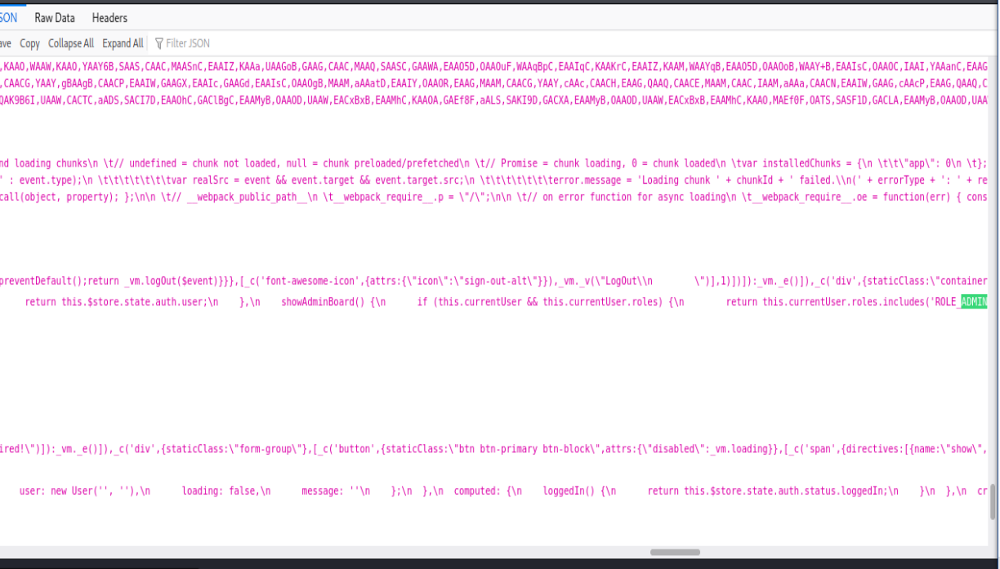 SON Raw Data Headers
ave Copy Collapse All Expand All Filter JSON
,KAAO,WAAW,KAAO,YAAY6B,SAAS,CAAC,MAASnC,EAAIZ,KAAa,UAAGoB,GAAG,CAAC,MAAQ,SAASC,GAAWA,EAAO5D,OAAOuF,WAAqBpC,EAAIqC,KAAKrC,EAAIZ,KAAM,WAAYqB,EAAO5D,OAAOoB,WAAY+B,EAAIsC,OAAOC,IAAI,YAAanC,EAAG
,CAACG,YAAY,gBAAgB,CAACP,EAAIW,GAAGX,EAAIc,GAAGd,EAAIsC,OAAOgB,MAAM,aAAatD,EAAIY,OAAOR,EAAG,MAAM,CAACG,YAAY,cAAc,CAACH,EAAG,QAAQ,CAACE,MAAM,CAAC,IAAM,aAAa,CAACN,EAAIW,GAAG,cAAcP,EAAG,QAAQ,C
QAK9B6I,UAAW,CACTC,aADS,SACI7D,EAAOhC,GAAClBgC,EAAMyB,OAAOD,UAAW,EACxBxB,EAAMhC,KAAOA,GAEf8F,aALS,SAKI9D,GACXA,EAAMyB,OAAOD,UAAW,EACxBxB,EAAMhC,KAAO,MAEf0F,OATS,SASF1D,GACLA,EAAMyB,OAAOD,UAA
nd loading chunks\n \t// undefined = chunk not loaded, null = chunk preloaded/prefetched\n \t// Promise = chunk loading, 0 = chunk loaded\n \tvar installedChunks = {\n \t\t\"app\": 0\n \t};
' : event.type);\n \t\t\t\t\t\t\tvar realSrc = event && event.target && event.target.src;\n \t\t\t\t\t\t\terror.message = 'Loading chunk ' + chunkId + ' failed.\\n(' + errorType + ': ' + re
call(object, property); };\n\n \t// __webpack_public_path__\n \t__webpack_require__.p = \"/\";\n\n \t// on error function for async loading\n \t__webpack_require__.oe = function(err) { cons
preventDefault();return _vm.logOut($event)}}},[_c('font-awesome-icon',{attrs:{\"icon\":\"sign-out-alt\"}}),_vm._v(\"LogOut\\n \")],1)])]):_vm._e()]),_c('div',{staticClass:\"container
return this.$store.state.auth.user;\n },\n showAdminBoard() {\n if (this.currentUser && this.currentUser.roles) {\n return this.currentUser.roles.includes('ROLE_ADMIN
ired!\")]):_vm._e()]),_c('div',{staticClass:\"form-group\"},[_c('button',{staticClass:\"btn btn-primary btn-block\",attrs:{\"disabled\":_vm.loading}},[_c('span',{directives:[{name:\"show\",
user: new User('', ''),\n loading: false,\n message: ''\n };\n },\n computed: {\n loggedIn() {\n return this.$store.state.auth.status.loggedIn;\n }\n },\n cr